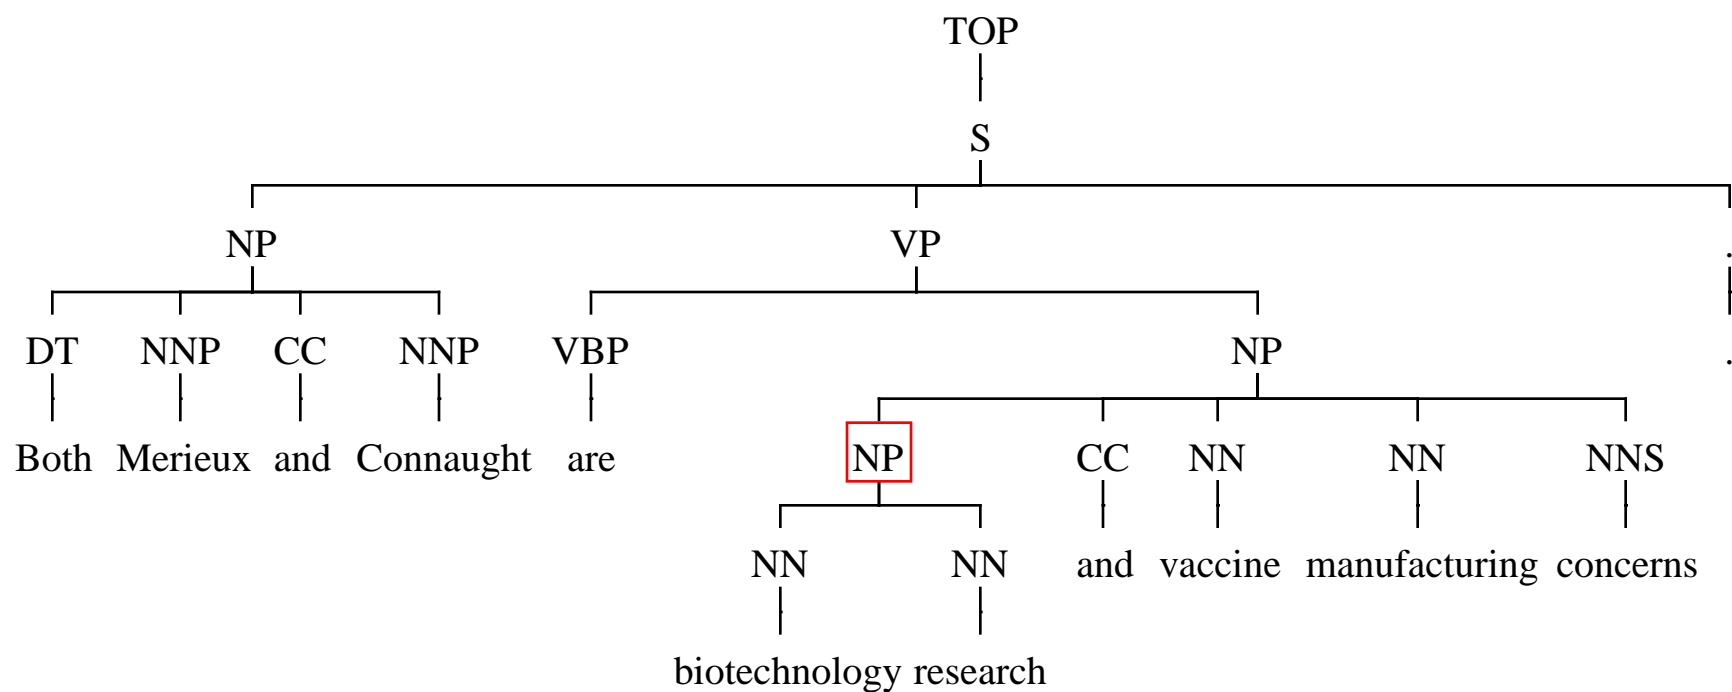 TOP
S
NP VP .
DT NNP CC NNP VBP NP .
Both Merieux and Connaught are NP CC NN NN NNS
NN NN and vaccine manufacturing concerns
biotechnology research